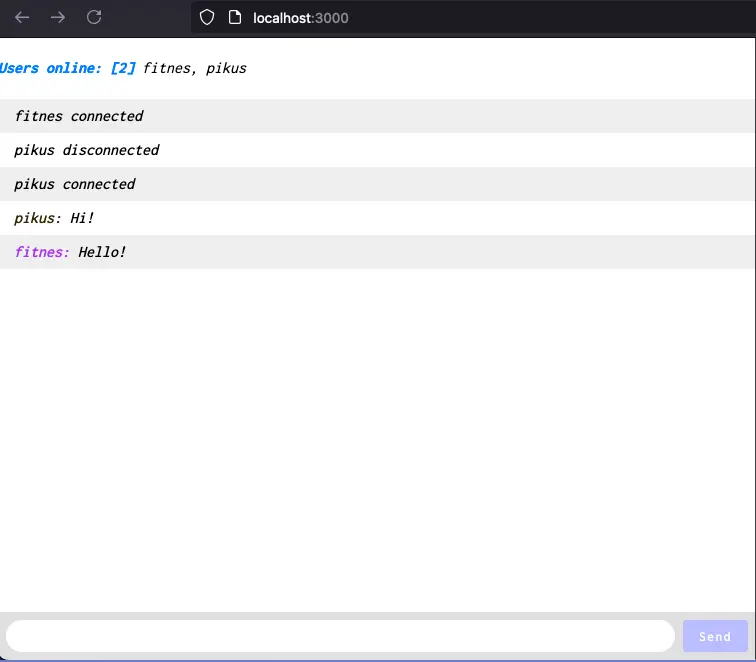 localhost:3000
Users online: [2] fitnes, pikus
fitnes connected
pikus disconnected
pikus connected
pikus: Hi!
fitnes: Hello!
Send